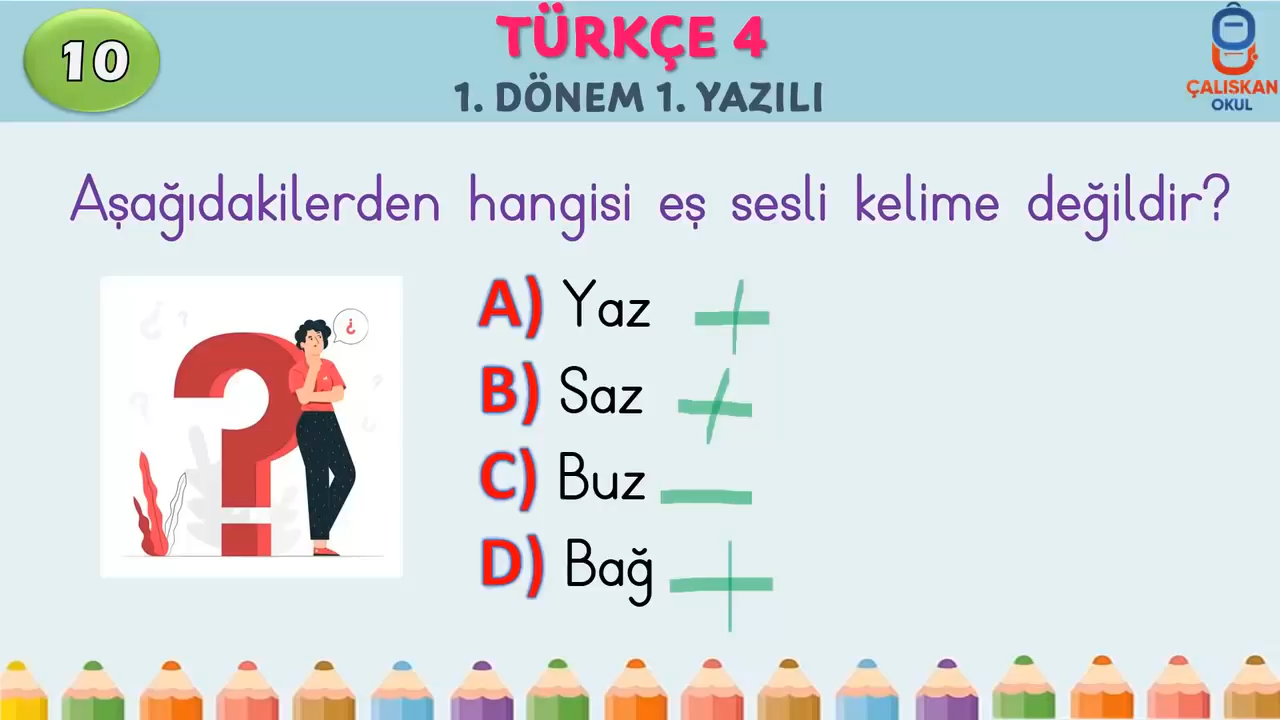 10
TÜRKÇE 4
1. DÖNEM 1. YAZILI
ÇALISKAN
OKUL
Aşağıdakilerden hangisi eş sesli kelime değildir?
A) Yaz +
B) Saz +
C) Buz —
D) Bağ +
¿